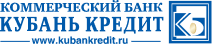 КОММЕРЧЕСКИЙ БАНК
КУБАНЬ КРЕДИТ
www.kubankredit.ru